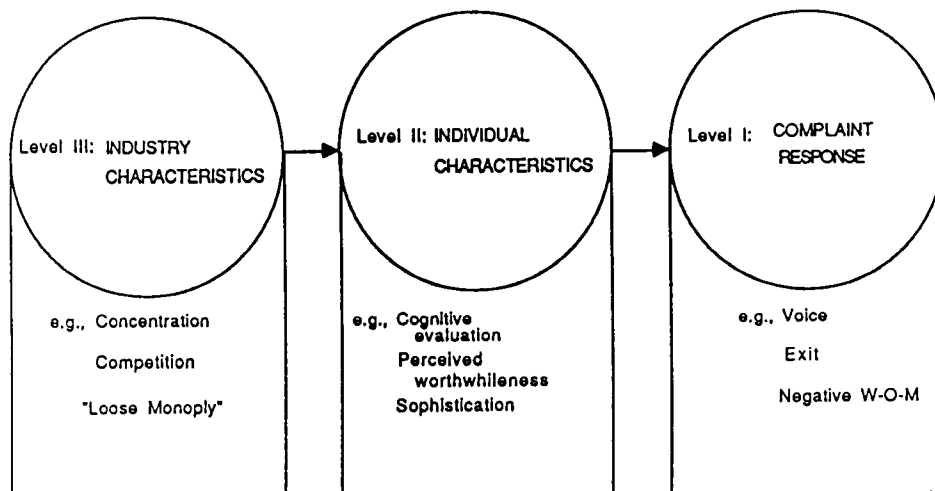 Level III: INDUSTRY
CHARACTERISTICS
Level II: INDIVIDUAL
CHARACTERISTICS
Level I: COMPLAINT
RESPONSE
e.g., Concentration
Competition
"Loose Monoply"
e.g., Cognitive
evaluation
Perceived
worthwhileness
Sophistication
e.g., Voice
Exit
Negative W-O-M